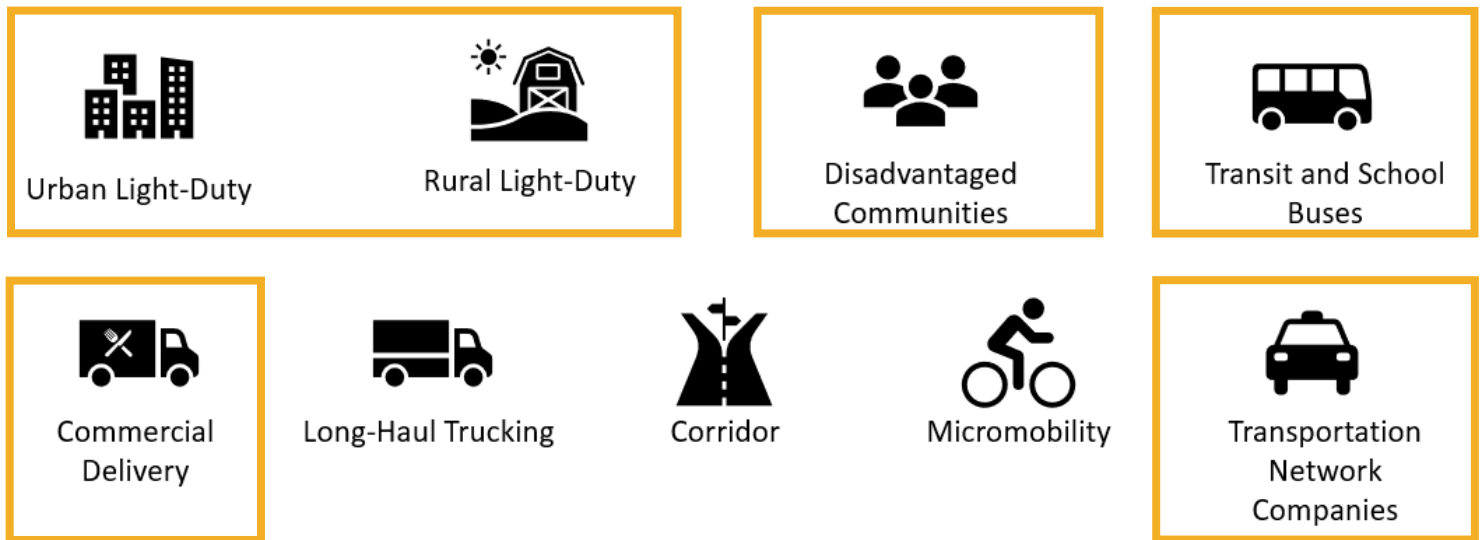 Urban Light-Duty
Rural Light-Duty
Disadvantaged
Communities
Transit and School
Buses
Commercial
Delivery
Long-Haul Trucking
Corridor
Micromobility
Transportation
Network
Companies